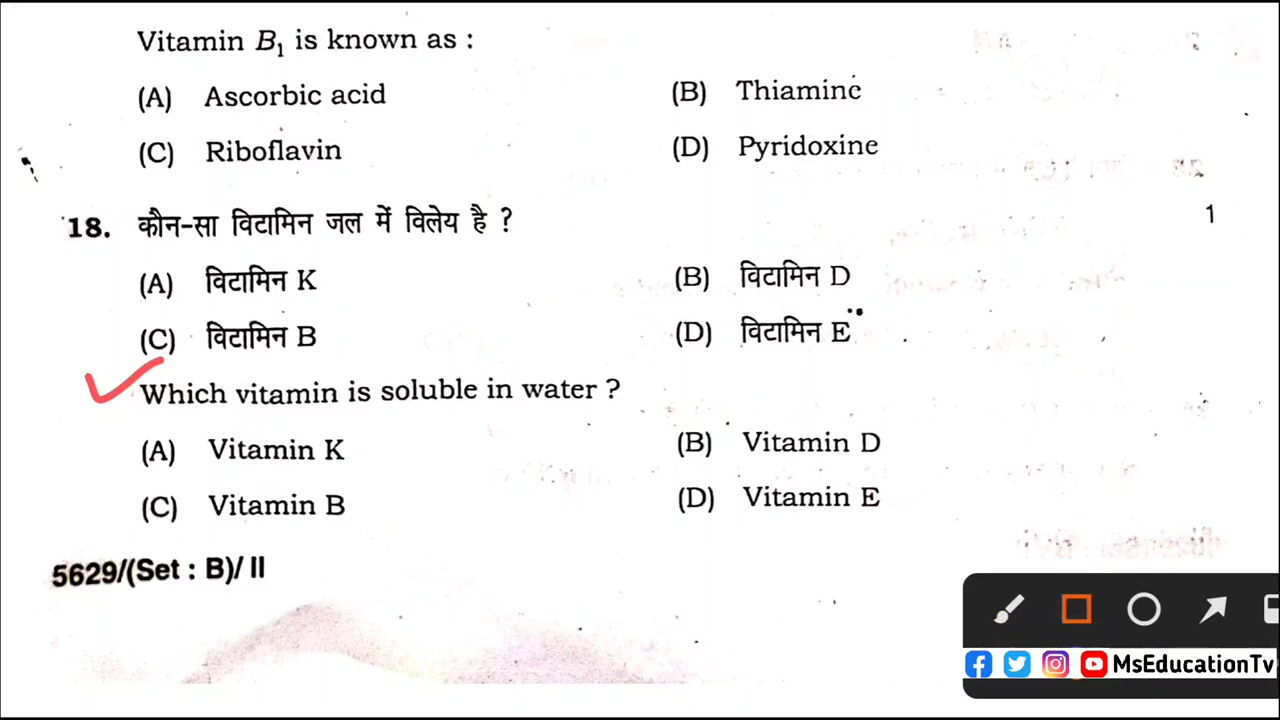 Vitamin B1 is known as :
(A) Ascorbic acid (B) Thiamine
(C) Riboflavin (D) Pyridoxine
18. कौन-सा विटामिन जल में विलेय है ? 1
(A) विटामिन K (B) विटामिन D
(C) विटामिन B (D) विटामिन E
Which vitamin is soluble in water ?
(A) Vitamin K (B) Vitamin D
(C) Vitamin B (D) Vitamin E
5629/(Set : B)/ II
MsEducationTv